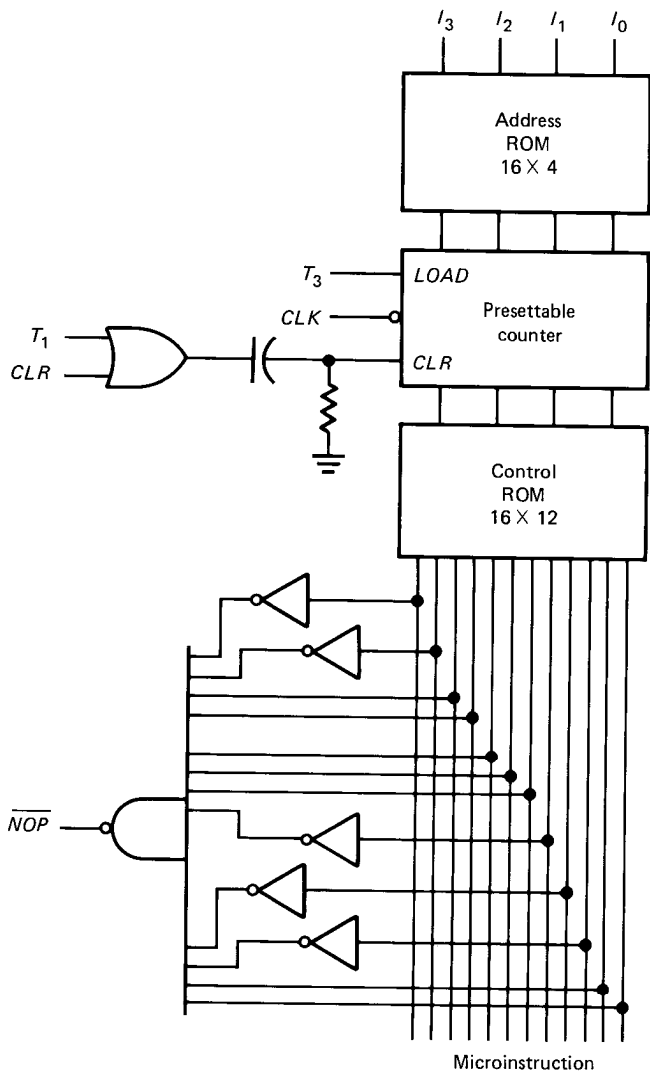 I3 I2 I1 I0
Address
ROM
16 × 4
T3 LOAD
Presettable
CLK
counter
T1
CLR CLR
Control
ROM
16 × 12
NOP
Microinstruction